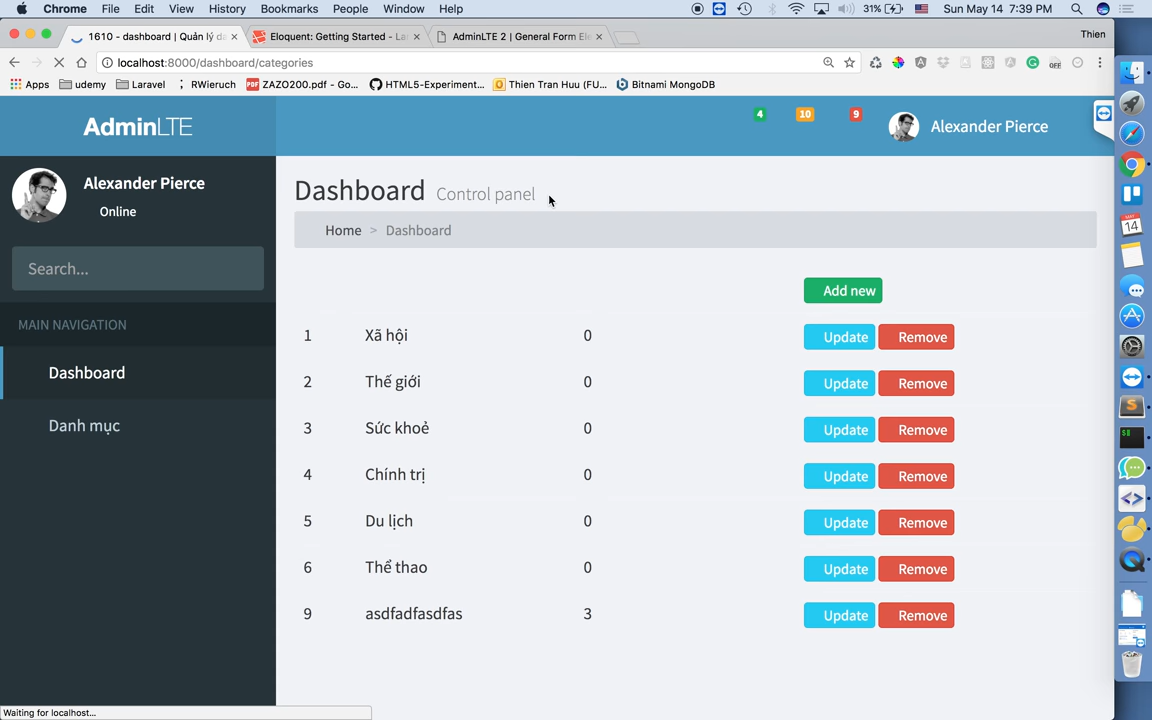 Chrome File Edit View History Bookmarks People Window Help 31% Sun May 14 7:39 PM
1610 - dashboard | Quản lý da
Eloquent: Getting Started - La
AdminLTE 2 | General Form Ele
Thien
localhost:8000/dashboard/categories
Apps udemy Laravel RWieruch ZAZO200.pdf - Go... HTML5-Experiment... Thien Tran Huu (FU... Bitnami MongoDB
AdminLTE
4 10 9 Alexander Pierce
Alexander Pierce
Online
Search...
MAIN NAVIGATION
Dashboard
Danh mục
Dashboard Control panel
Home > Dashboard
Add new
1 Xã hội 0 Update Remove
2 Thế giới 0 Update Remove
3 Sức khoẻ 0 Update Remove
4 Chính trị 0 Update Remove
5 Du lịch 0 Update Remove
6 Thể thao 0 Update Remove
9 asdfadfasdfas 3 Update Remove
Waiting for localhost...